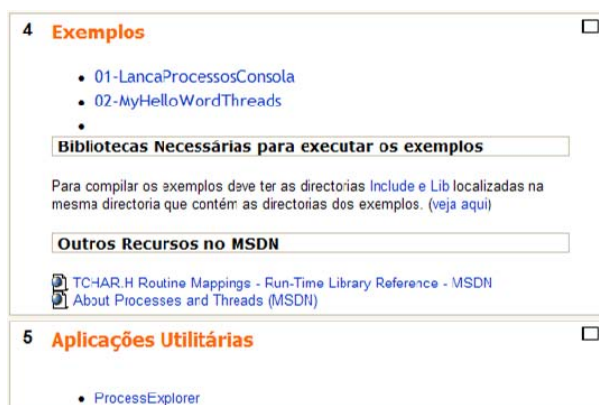 4 Exemplos
01-LancaProcessosConsola
02-MyHelloWordThreads
Bibliotecas Necessárias para executar os exemplos
Para compilar os exemplos deve ter as directorias Include e Lib localizadas na
mesma directoria que contém as directorias dos exemplos. (veja aqui)
Outros Recursos no MSDN
TCHAR.H Routine Mappings - Run-Time Library Reference - MSDN
About Processes and Threads (MSDN)
5 Aplicações Utilitárias
ProcessExplorer